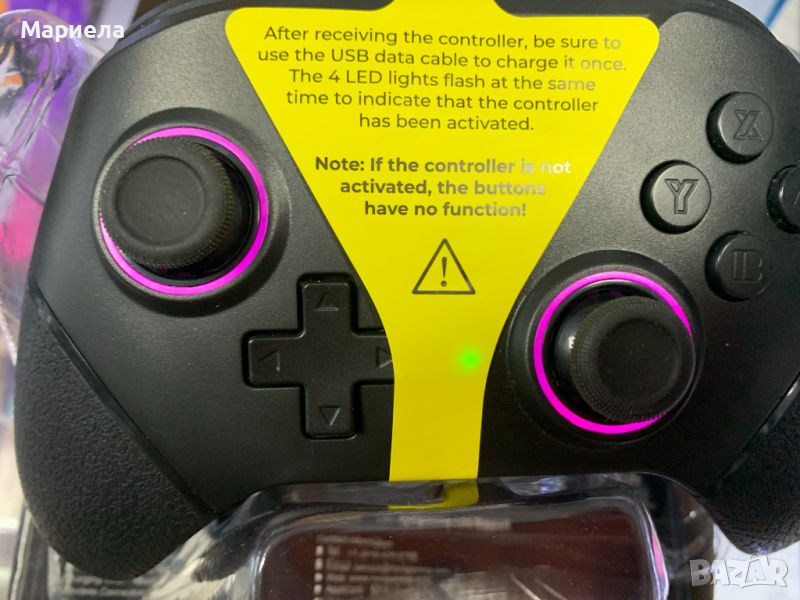 Мариела
After receiving the controller, be sure to
use the USB data cable to charge it once.
The 4 LED lights flash at the same
time to indicate that the controller
has been activated.
Note: If the controller is not
activated, the buttons
have no function!
X
Y
B
BAZAR